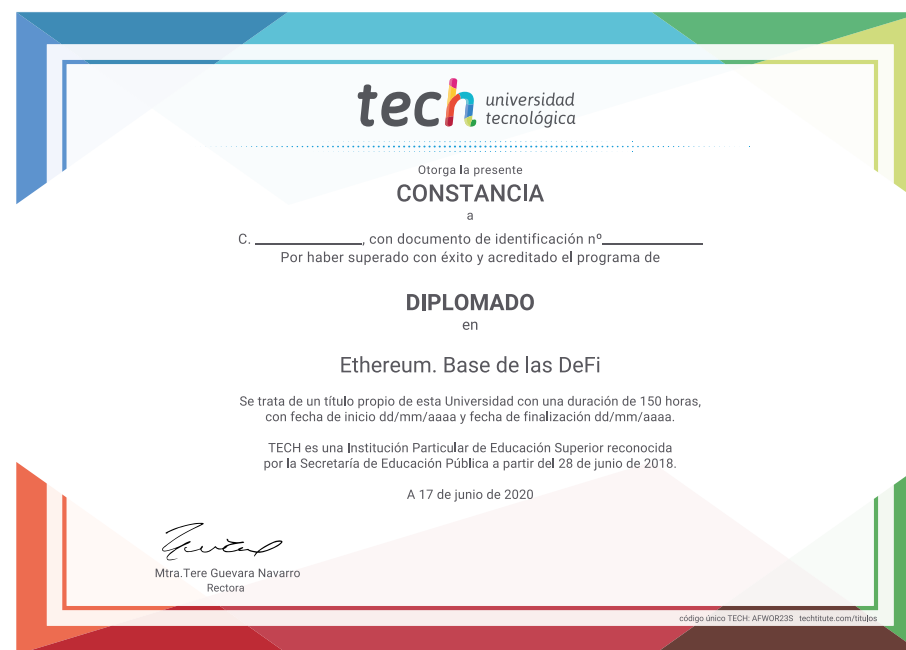 tech universidad
tecnológica
Otorga la presente
CONSTANCIA
a
C. ______________, con documento de identificación nº_____________
Por haber superado con éxito y acreditado el programa de
DIPLOMADO
en
Ethereum. Base de las DeFi
Se trata de un título propio de esta Universidad con una duración de 150 horas,
con fecha de inicio dd/mm/aaaa y fecha de finalización dd/mm/aaaa.
TECH es una Institución Particular de Educación Superior reconocida
por la Secretaría de Educación Pública a partir del 28 de junio de 2018.
A 17 de junio de 2020
Mtra.Tere Guevara Navarro
Rectora
código único TECH: AFWOR23S techtitute.com/titulos